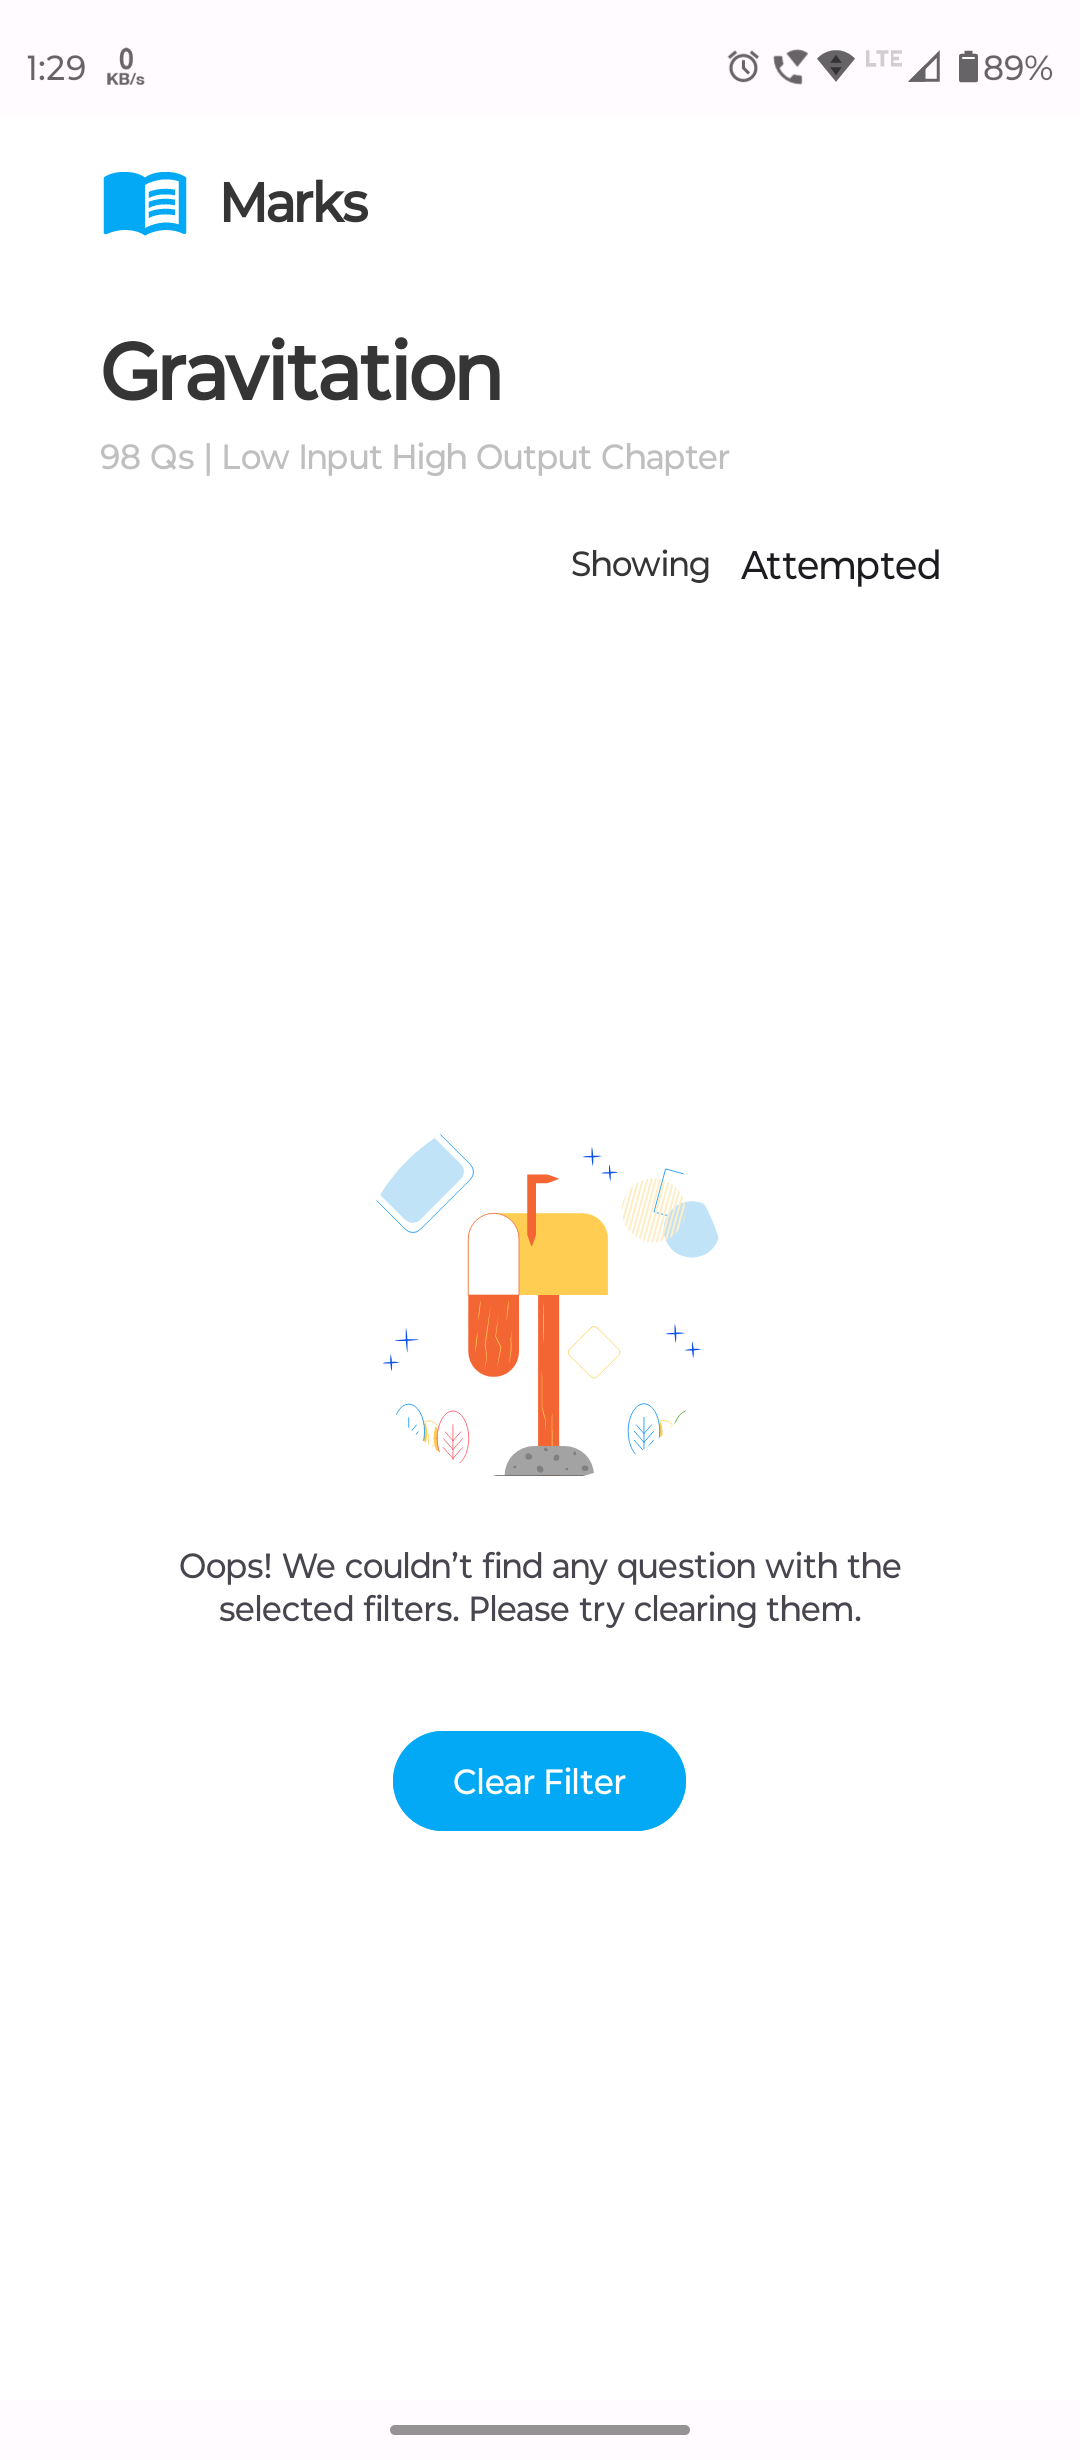 1:29 0 KB/s LTE 89%
Marks
Gravitation
98 Qs | Low Input High Output Chapter
Showing Attempted
Oops! We couldn’t find any question with the
selected filters. Please try clearing them.
Clear Filter